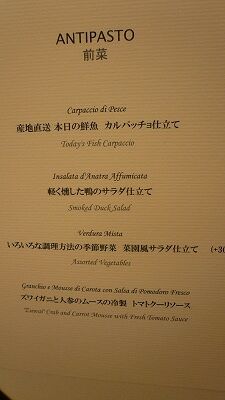 ANTIPASTO
前菜
Carpaccio di Pesce
産地直送 本日の鮮魚 カルパッチョ仕立て
Today's Fish Carpaccio
Insalata d'Anatra Affumicata
軽く燻した鴨のサラダ仕立て
Smoked Duck Salad
Verdura Mista
いろいろな調理方法の季節野菜 菜園風サラダ仕立て (+30
Assorted Vegetables
Granchio e Mousse di Carota con Salsa di Pomodoro Fresco
ズワイガニと人参のムースの冷製 トマトクーリソース
"Zuwai" Crab and Carrot Mousse with Fresh Tomato Sauce